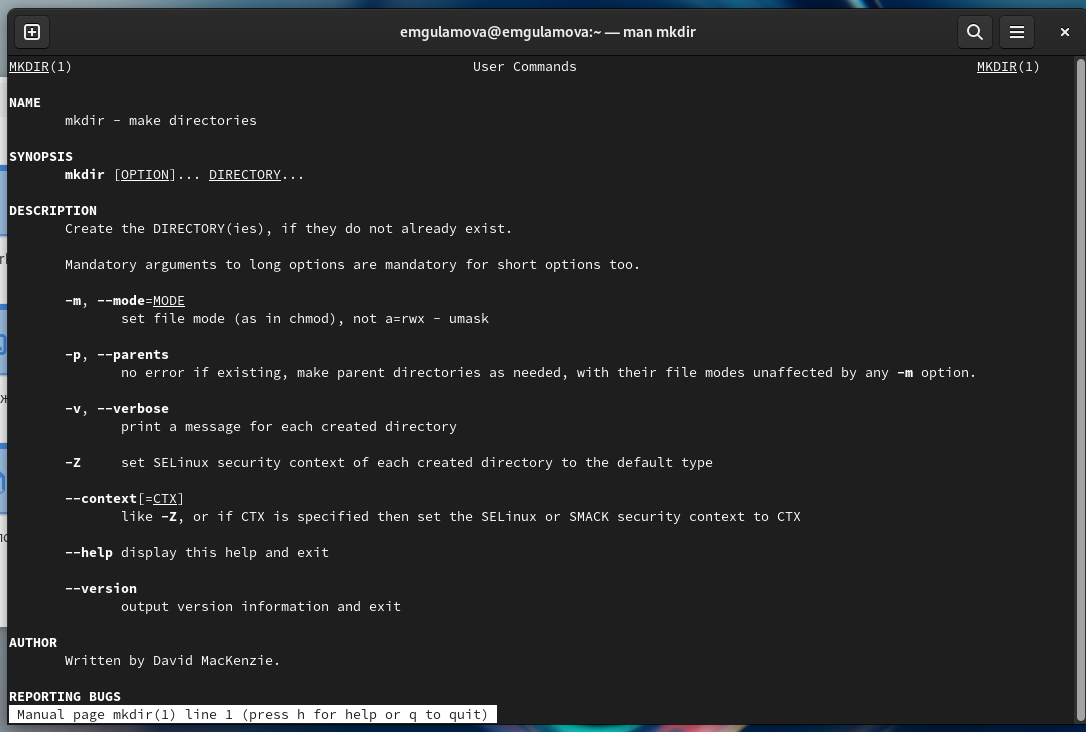 emgulamova@emgulamova:~ — man mkdir
MKDIR(1) User Commands MKDIR(1)
NAME
mkdir - make directories
SYNOPSIS
mkdir [OPTION]... DIRECTORY...
DESCRIPTION
Create the DIRECTORY(ies), if they do not already exist.
Mandatory arguments to long options are mandatory for short options too.
-m, --mode=MODE
set file mode (as in chmod), not a=rwx - umask
-p, --parents
no error if existing, make parent directories as needed, with their file modes unaffected by any -m option.
-v, --verbose
print a message for each created directory
-Z set SELinux security context of each created directory to the default type
--context[=CTX]
like -Z, or if CTX is specified then set the SELinux or SMACK security context to CTX
--help display this help and exit
--version
output version information and exit
AUTHOR
Written by David MacKenzie.
REPORTING BUGS
Manual page mkdir(1) line 1 (press h for help or q to quit)